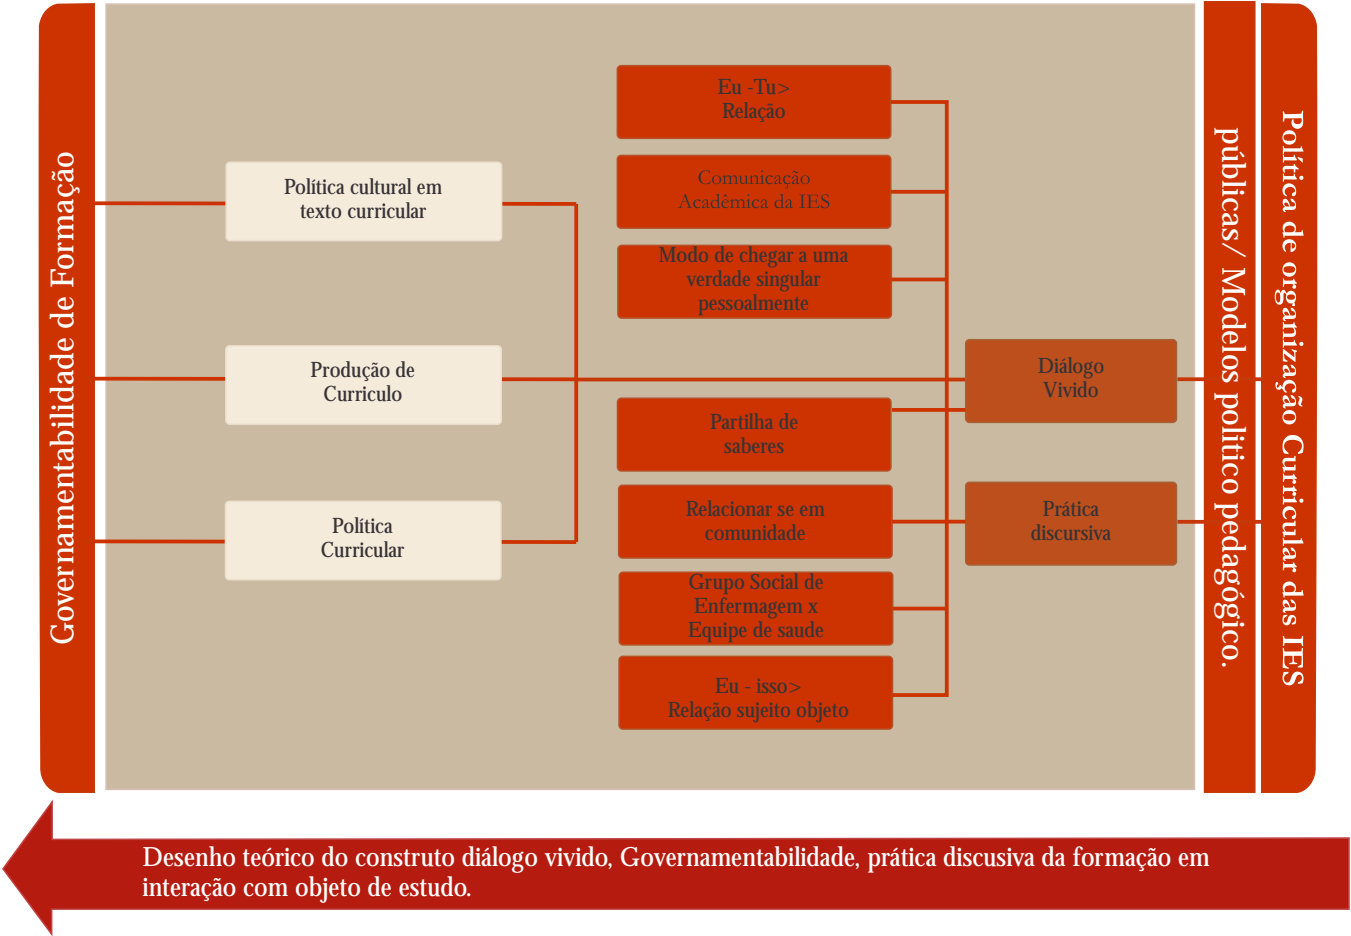 Governamentabilidade de Formação
Política cultural em
texto curricular
Produção de
Curriculo
Política
Curricular
Eu -Tu>
Relação
Comunicação
Acadêmica da IES
Modo de chegar a uma
verdade singular
pessoalmente
Partilha de
saberes
Relacionar se em
comunidade
Grupo Social de
Enfermagem x
Equipe de saude
Eu - isso>
Relação sujeito objeto
Diálogo
Vivido
Prática
discursiva
Política de organização Curricular das IES
públicas/ Modelos politico pedagógico.
Desenho teórico do construto diálogo vivido, Governamentabilidade, prática discusiva da formação em
interação com objeto de estudo.